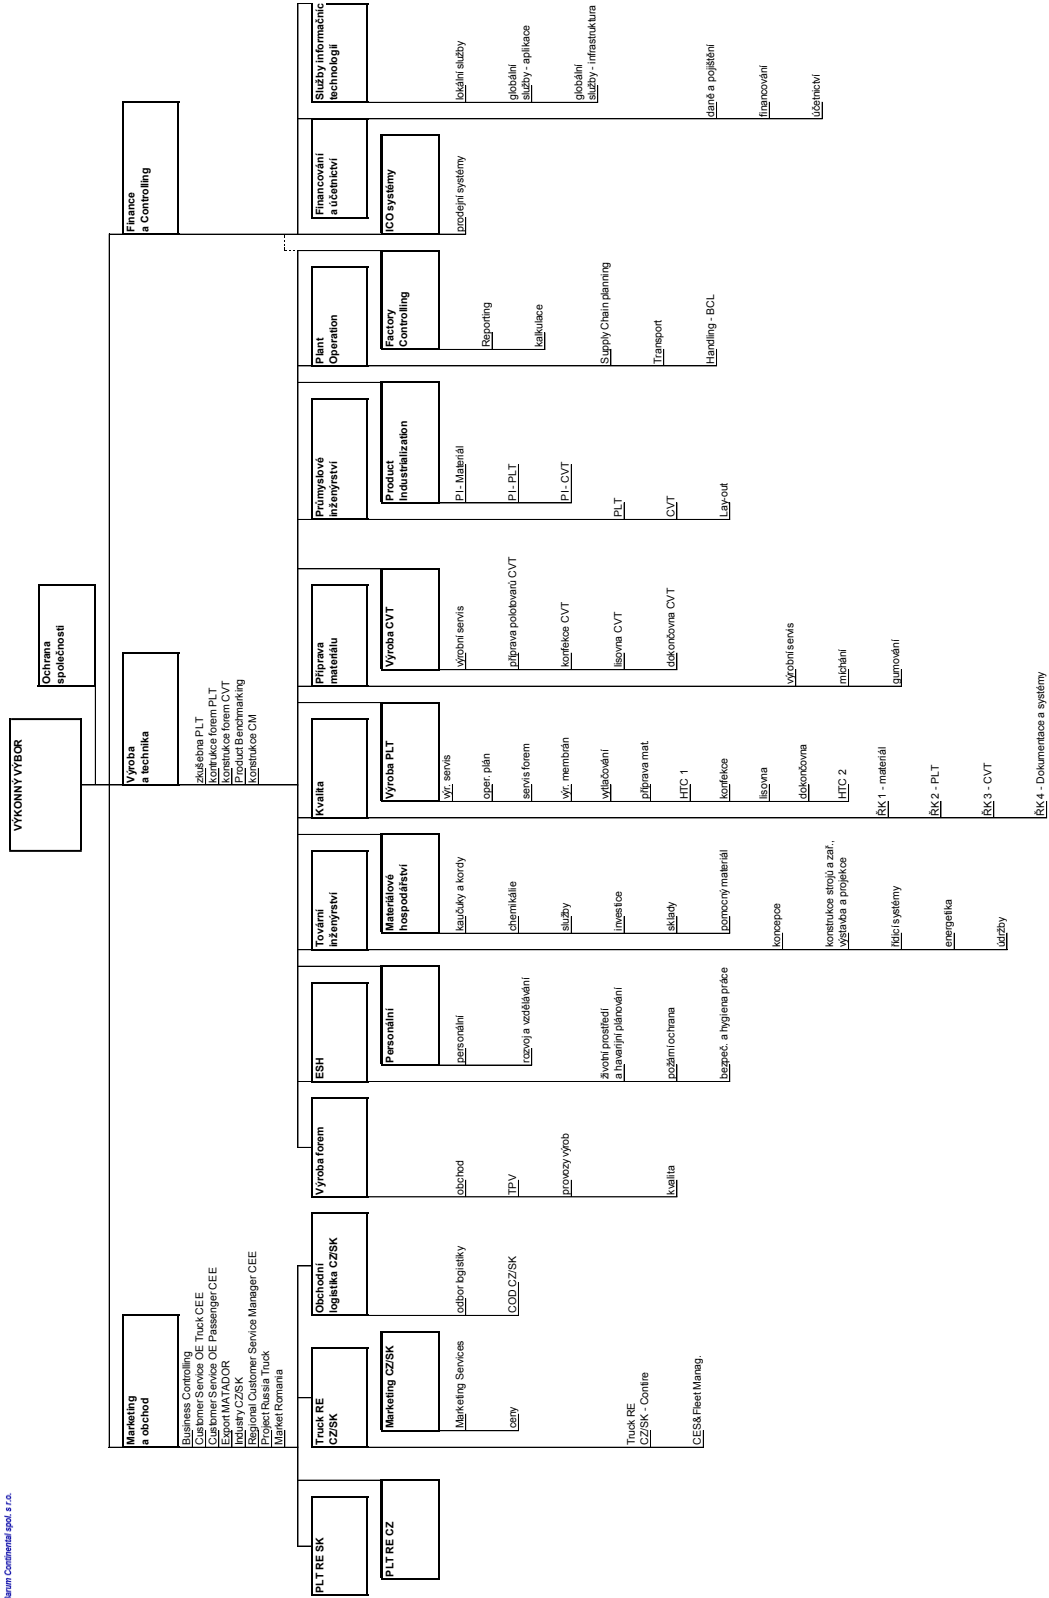 larum Continental spol. s r.o.
VÝKONNÝ VÝBOR
Ochrana
společnosti
Marketing
a obchod
Business Controlling
Customer Service OE Truck CEE
Customer Service OE Passenger CEE
Export MATADOR
Industry CZ/SK
Regional Customer Service Manager CEE
Project Russia Truck
Market Romania
Výroba
a technika
zkušebna PLT
kontrukce forem PLT
konstrukce forem CVT
Product Benchmarking
konstrukce CM
Finance
a Controlling
PLT RE SK
PLT RE CZ
Truck RE
CZ/SK
Marketing CZ/SK
Marketing Services
ceny
Truck RE
CZ/SK - Contire
CES&Fleet Manag.
Obchodní
logistika CZ/SK
odbor logistiky
COD CZ/SK
Výroba forem
obchod
TPV
provozy výrob
kvalita
ESH
Personální
personální
rozvoj a vzdělávání
životní prostředí
a havarijní plánování
požární ochrana
bezpeč. a hygiena práce
Tovární
inženýrství
Materiálové
hospodářství
kaučuky a kordy
chemikálie
služby
investice
sklady
pomocný materiál
koncepce
konstrukce strojů a zař.,
výstavba a projekce
řídicí systémy
energetika
údržby
Kvalita
Výroba PLT
výr. servis
oper. plán
servis forem
výr. membrán
vytlačování
příprava mat.
HTC 1
konfekce
lisovna
dokončovna
HTC 2
ŘK 1 - materiál
ŘK 2 - PLT
ŘK 3 - CVT
ŘK 4 - Dokumentace a systémy
Příprava
materiálu
Výroba CVT
výrobní servis
příprava polotovarů CVT
konfekce CVT
lisovna CVT
dokončovna CVT
výrobní servis
míchání
gumování
Průmyslové
inženýrství
Product
Industrialization
PI - Materiál
PI - PLT
PI - CVT
PLT
CVT
Lay-out
Plant
Operation
Factory
Controlling
Reporting
kalkulace
Supply Chain planning
Transport
Handling - BCL
Financování
a účetnictví
ICO systémy
prodejní systémy
daně a pojištění
financování
účetnictví
Služby informačníc
technologií
lokální služby
globální
služby - aplikace
globální
služby - infrastruktura